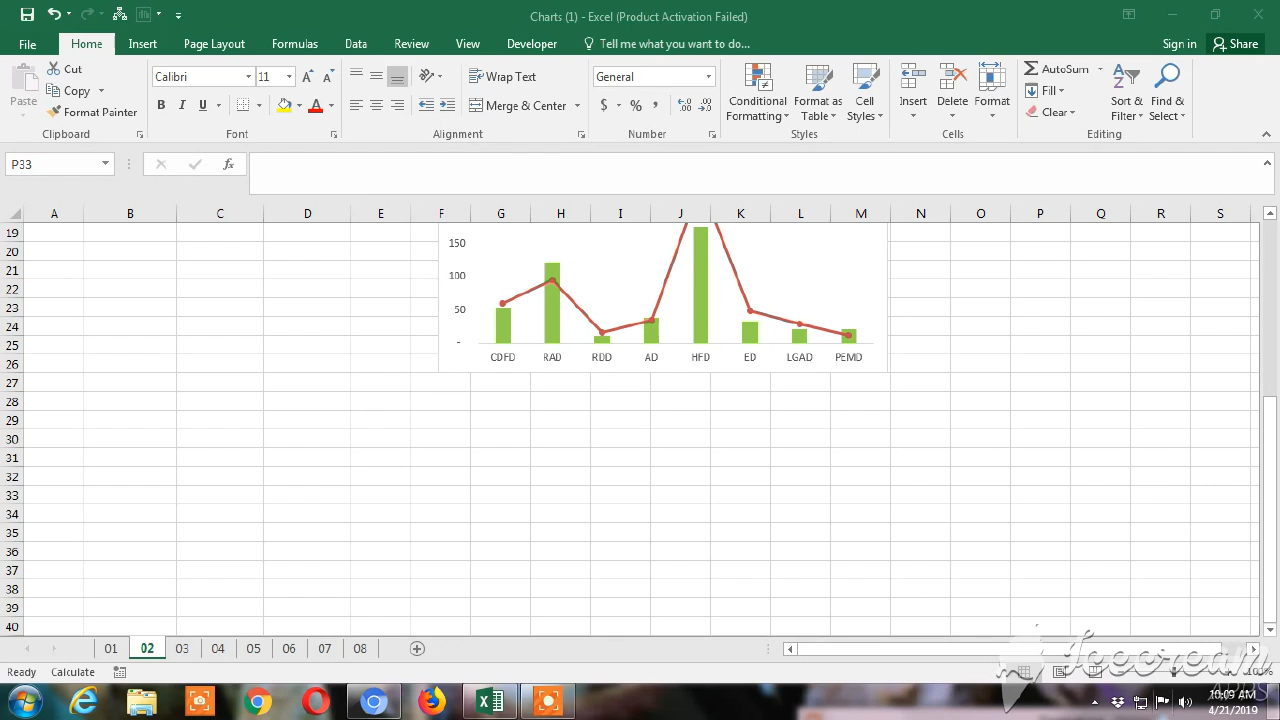 Charts (1) - Excel (Product Activation Failed)
File Home Insert Page Layout Formulas Data Review View Developer Tell me what you want to do... Sign in Share
Paste Cut Copy Format Painter Clipboard
Calibri 11 A A B I U A Font
Wrap Text Merge & Center Alignment
General $ % , Number
Conditional Formatting Format as Table Cell Styles Styles
Insert Delete Format Cells
AutoSum Fill Clear Sort & Filter Find & Select Editing
P33 fx
A B C D E F G H I J K L M N O P Q R S
19
20
21
22
23
24
25
26
27
28
29
30
31
32
33
34
35
36
37
38
39
40
150
100
50
-
CDFD RAD RDD AD HFD ED LGAD PEMD
01 02 03 04 05 06 07 08
Ready Calculate 100%
10:09 AM
4/21/2019